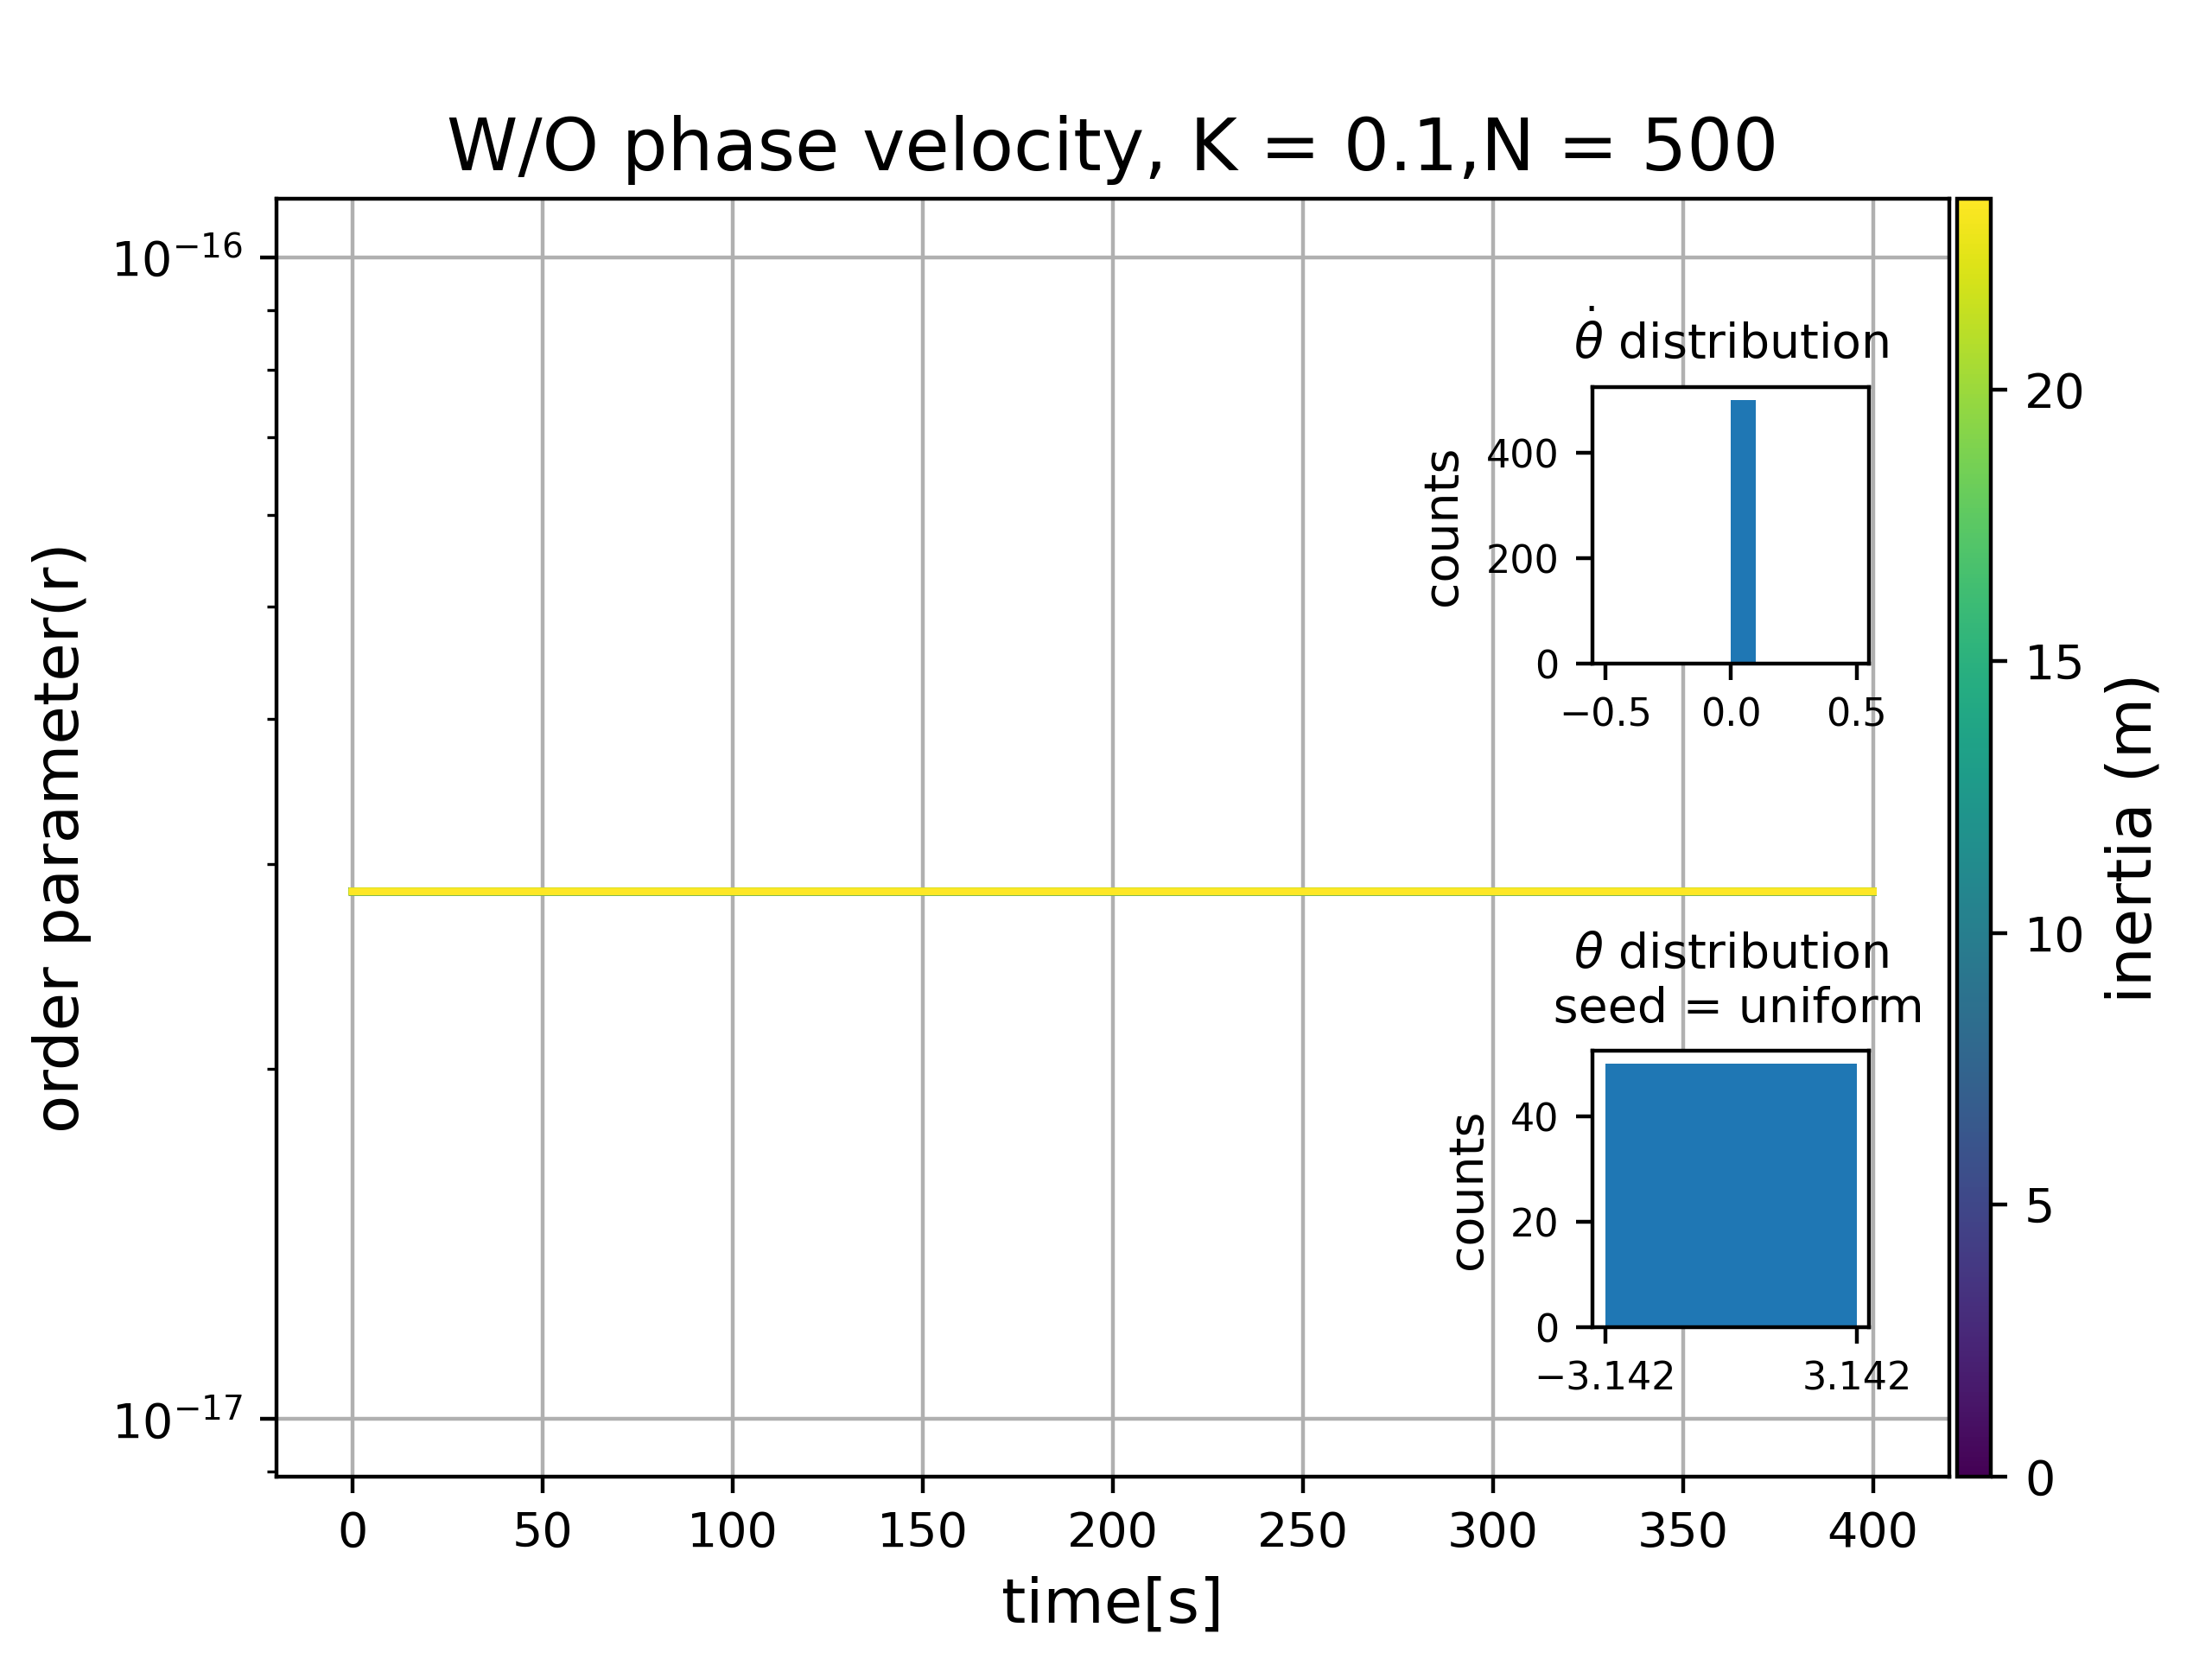 W/O phase velocity, K = 0.1,N = 500
order parameter(r)
10⁻¹⁶
10⁻¹⁷
0 50 100 150 200 250 300 350 400
time[s]
θ̇ distribution
counts
400
200
0
−0.5 0.0 0.5
θ distribution
seed = uniform
counts
40
20
0
−3.142 3.142
20
15
10
5
0
inertia (m)